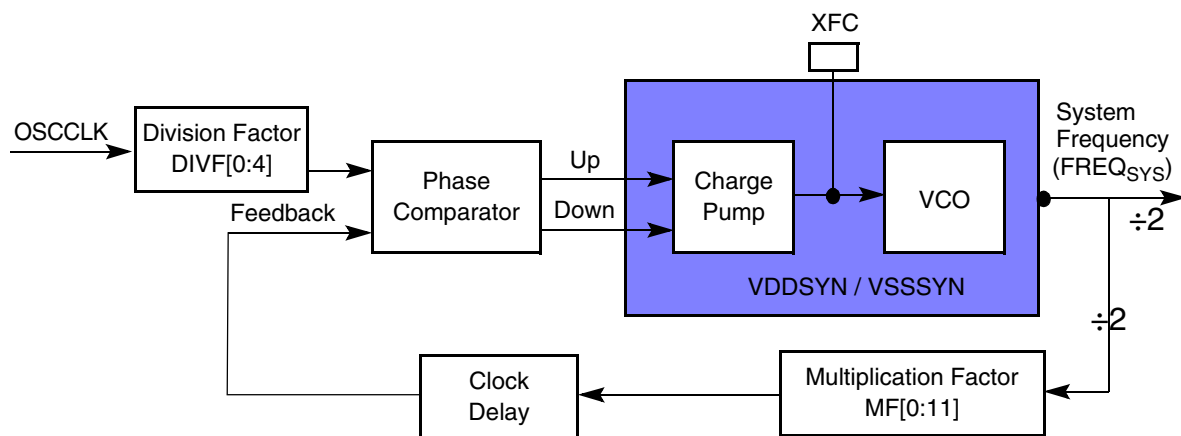 XFC
OSCCLK
Division Factor
DIVF[0:4]
Feedback
Phase
Comparator
Up
Down
Charge
Pump
VCO
VDDSYN / VSSSYN
System
Frequency
(FREQSYS)
÷2
÷2
Clock
Delay
Multiplication Factor
MF[0:11]